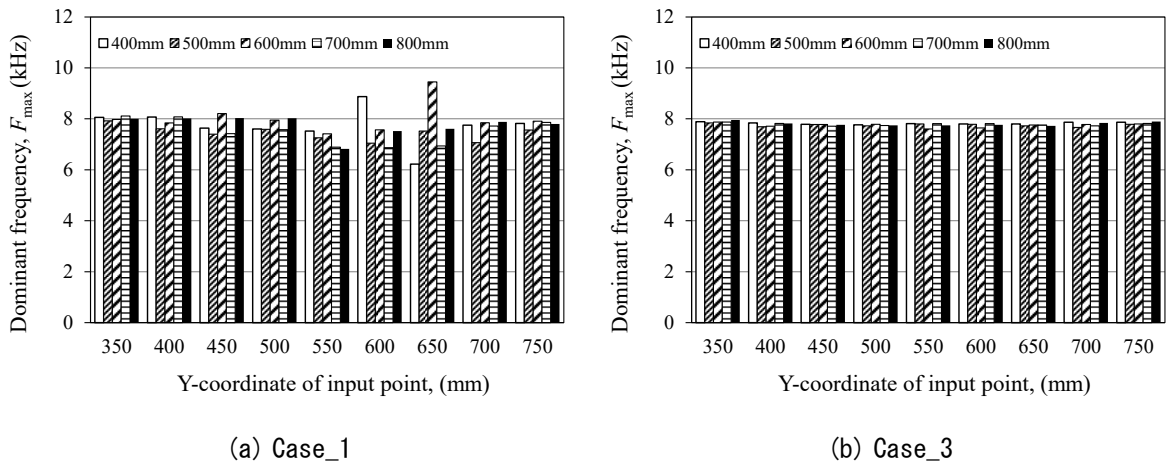 12
10
8
6
4
2
0
Dominant frequency, Fmax (kHz)
400mm 500mm 600mm 700mm 800mm
350 400 450 500 550 600 650 700 750
Y-coordinate of input point, (mm)
(a) Case_1
12
10
8
6
4
2
0
Dominant frequency, Fmax (kHz)
400mm 500mm 600mm 700mm 800mm
350 400 450 500 550 600 650 700 750
Y-coordinate of input point, (mm)
(b) Case_3